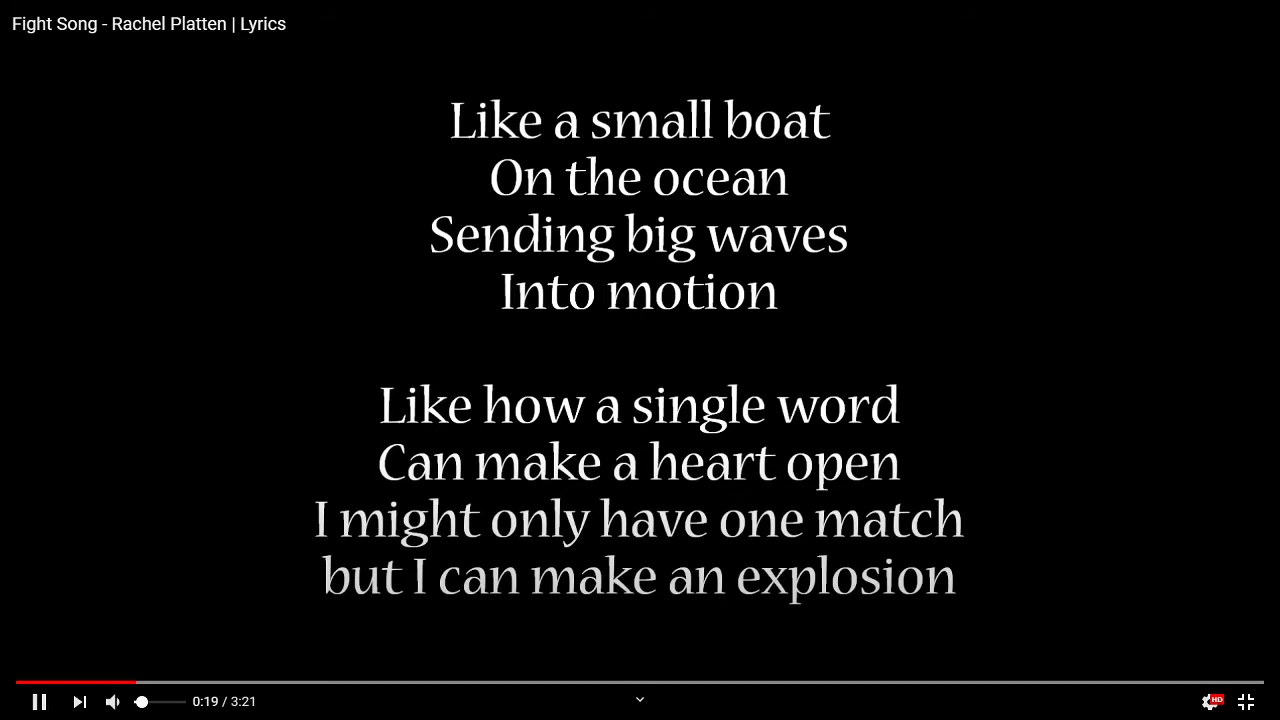 Fight Song - Rachel Platten | Lyrics
Like a small boat
On the ocean
Sending big waves
Into motion
Like how a single word
Can make a heart open
I might only have one match
but I can make an explosion
0:19 / 3:21
HD